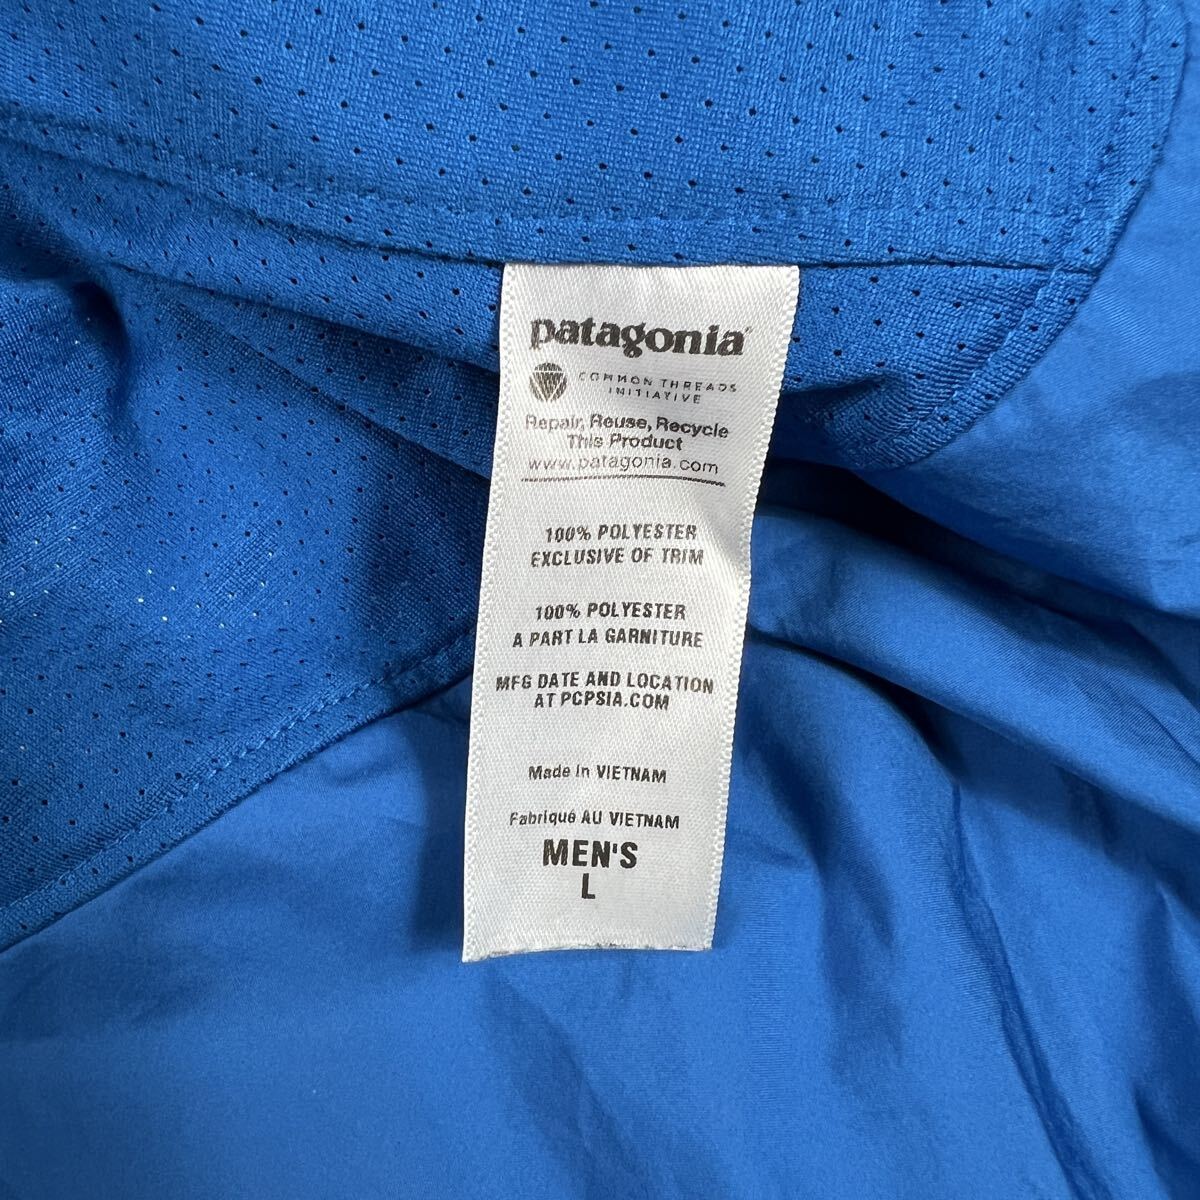 patagonia®
COMMON THREADS
INITIATIVE
Repair, Reuse, Recycle
This Product
www.patagonia.com
100% POLYESTER
EXCLUSIVE OF TRIM
100% POLYESTER
A PART LA GARNITURE
MFG DATE AND LOCATION
AT PCPSIA.COM
Made in VIETNAM
Fabriqué AU VIETNAM
MEN'S
L